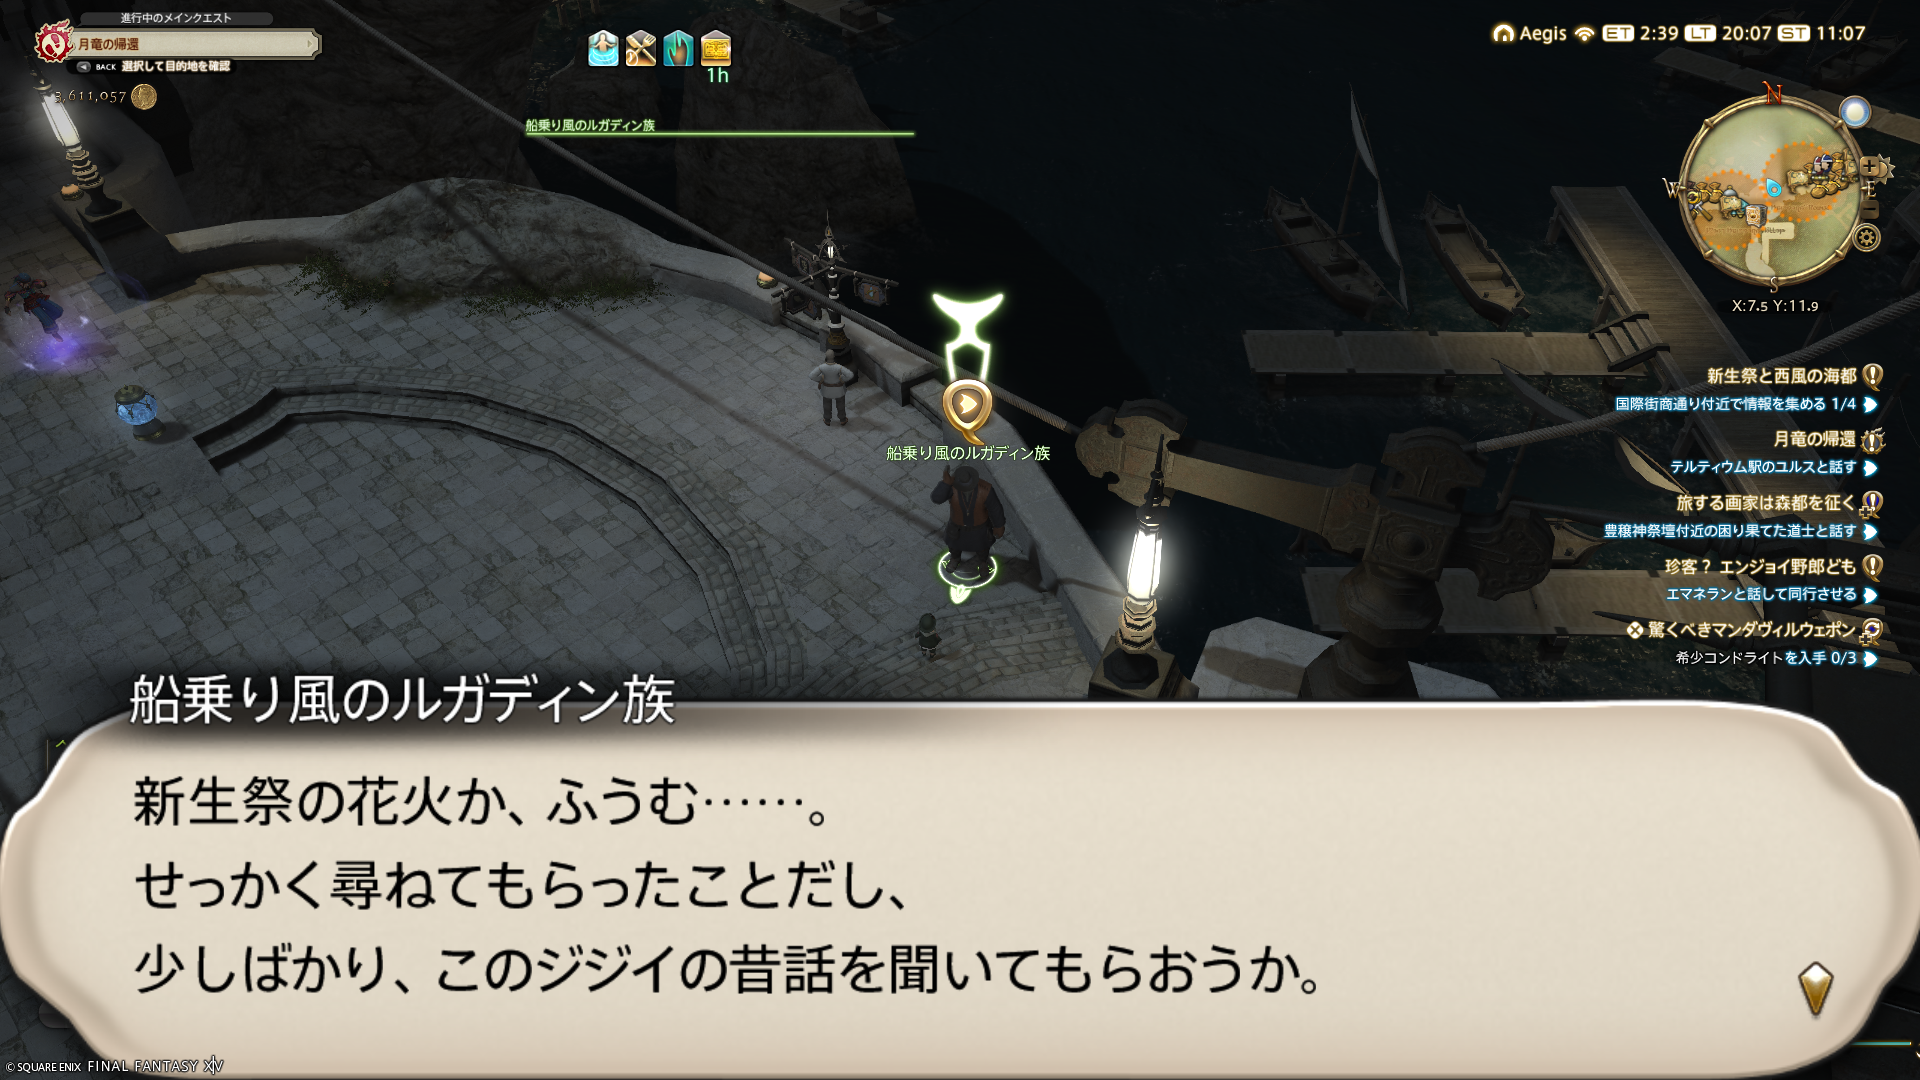 進行中のメインクエスト
月竜の帰還
BACK 選択して目的地を確認
3,611,057
1h
船乗り風のルガディン族
Aegis ET 2:39 LT 20:07 ST 11:07
N
W
E
S
X:7.5 Y:11.9
新生祭と西風の海都
国際街商通り付近で情報を集める 1/4
月竜の帰還
テルティウム駅のユルスと話す
旅する画家は森都を征く
豊穣神祭壇付近の困り果てた道士と話す
珍客? エンジョイ野郎ども
エマネランと話して同行させる
驚くべきマンダヴィルウェポン
希少コンドライトを入手 0/3
船乗り風のルガディン族
船乗り風のルガディン族
新生祭の花火か、ふうむ……。
せっかく尋ねてもらったことだし、
少しばかり、このジジイの昔話を聞いてもらおうか。
© SQUARE ENIX FINAL FANTASY XIV